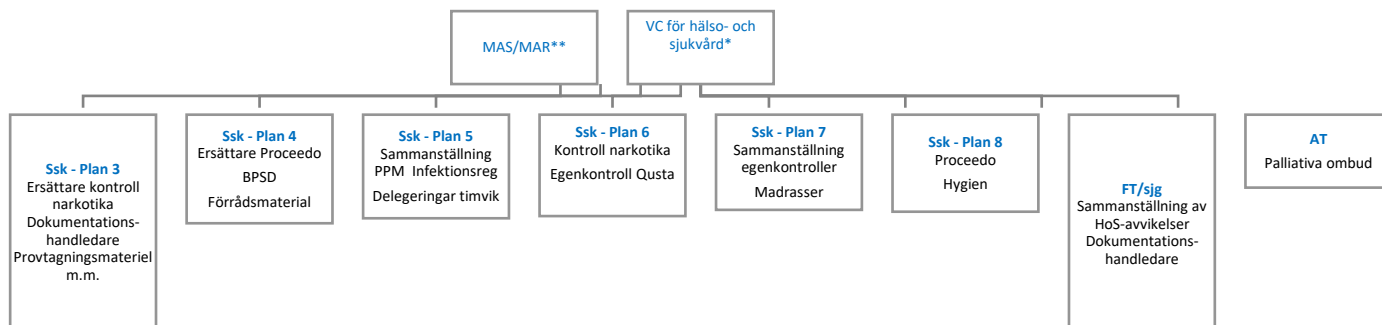 MAS/MAR**
VC för hälso- och
sjukvård*
Ssk - Plan 3
Ersättare kontroll
narkotika
Dokumentations-
handledare
Provtagningsmateriel
m.m.
Ssk - Plan 4
Ersättare Proceedo
BPSD
Förrådsmaterial
Ssk - Plan 5
Sammanställning
PPM Infektionsreg
Delegeringar timvik
Ssk - Plan 6
Kontroll narkotika
Egenkontroll Qusta
Ssk - Plan 7
Sammanställning
egenkontroller
Madrasser
Ssk - Plan 8
Proceedo
Hygien
FT/sjg
Sammanställning av
HoS-avvikelser
Dokumentations-
handledare
AT
Palliativa ombud